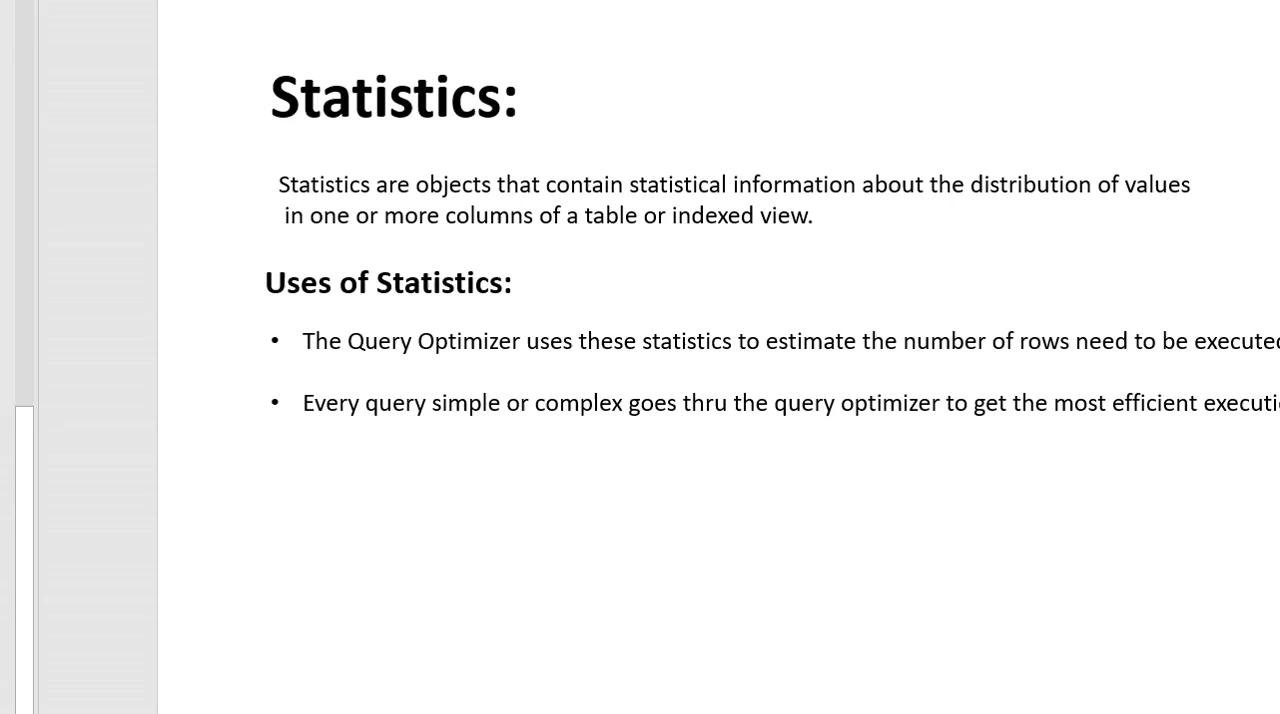 Statistics:
Statistics are objects that contain statistical information about the distribution of values
in one or more columns of a table or indexed view.
Uses of Statistics:
• The Query Optimizer uses these statistics to estimate the number of rows need to be executed
• Every query simple or complex goes thru the query optimizer to get the most efficient